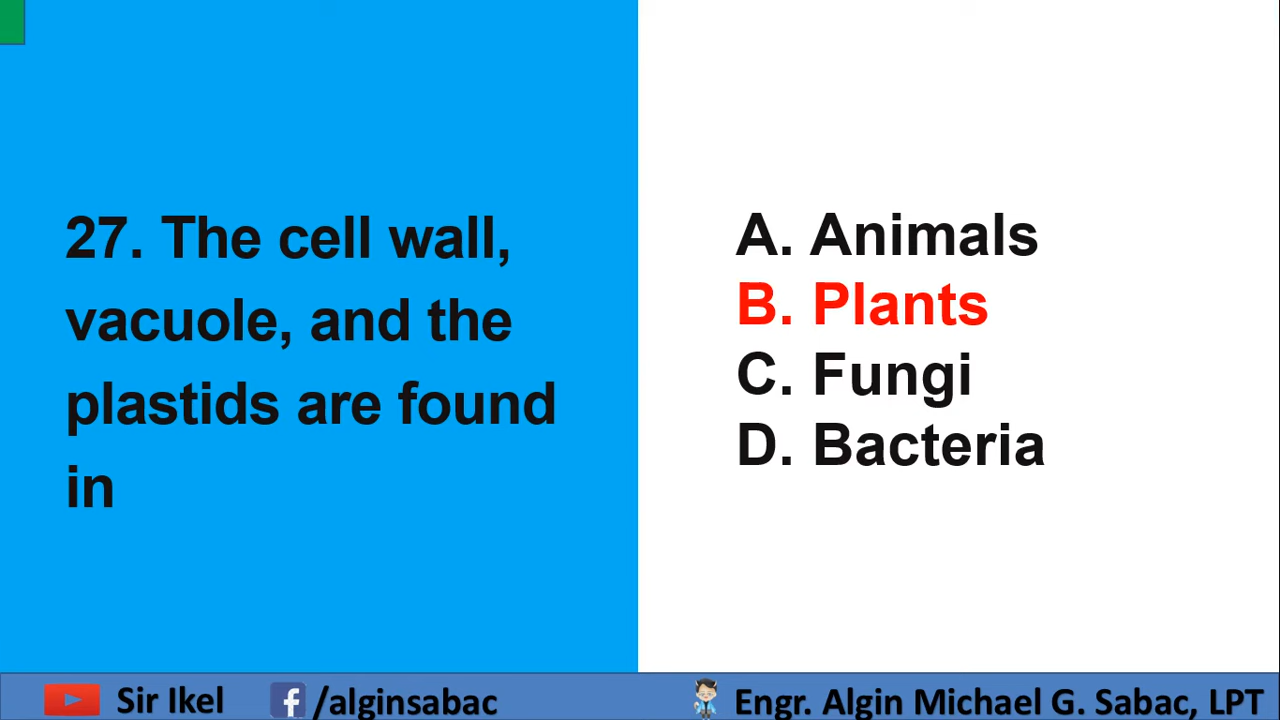 27. The cell wall,
vacuole, and the
plastids are found
in
A. Animals
B. Plants
C. Fungi
D. Bacteria
Sir Ikel
/alginsabac
Engr. Algin Michael G. Sabac, LPT